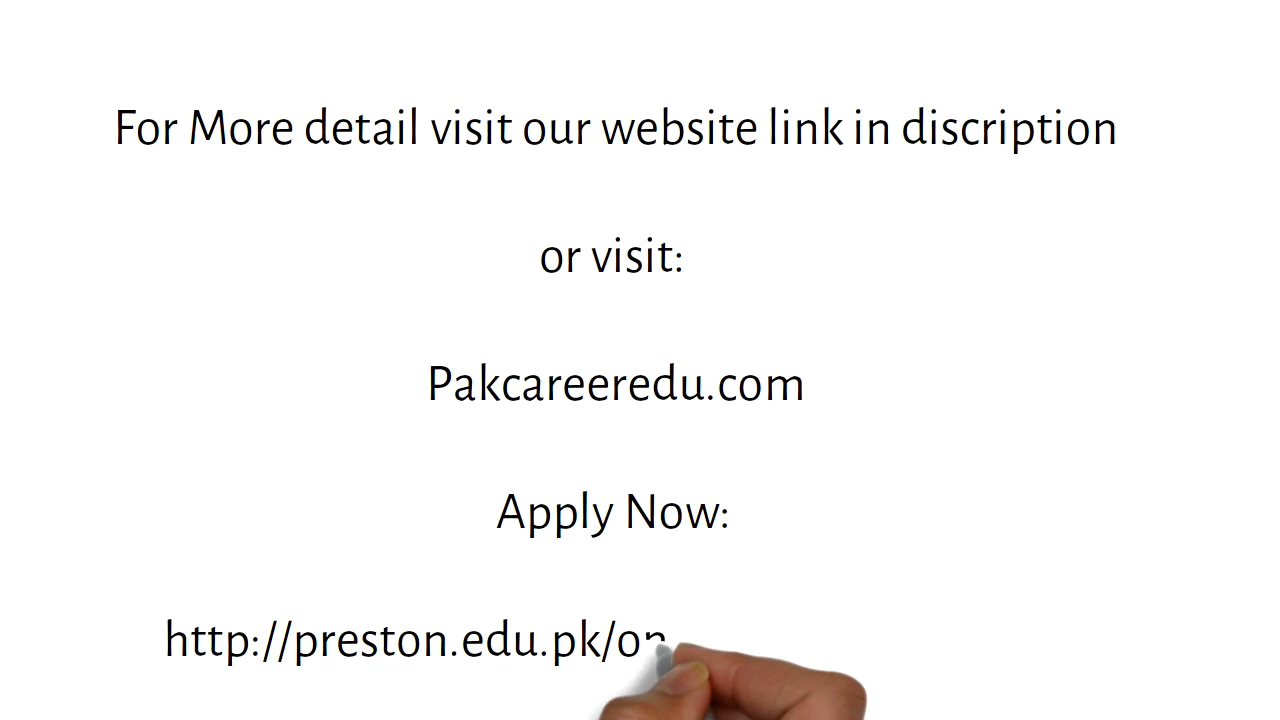 For More detail visit our website link in discription
or visit:
Pakcareeredu.com
Apply Now:
http://preston.edu.pk/on